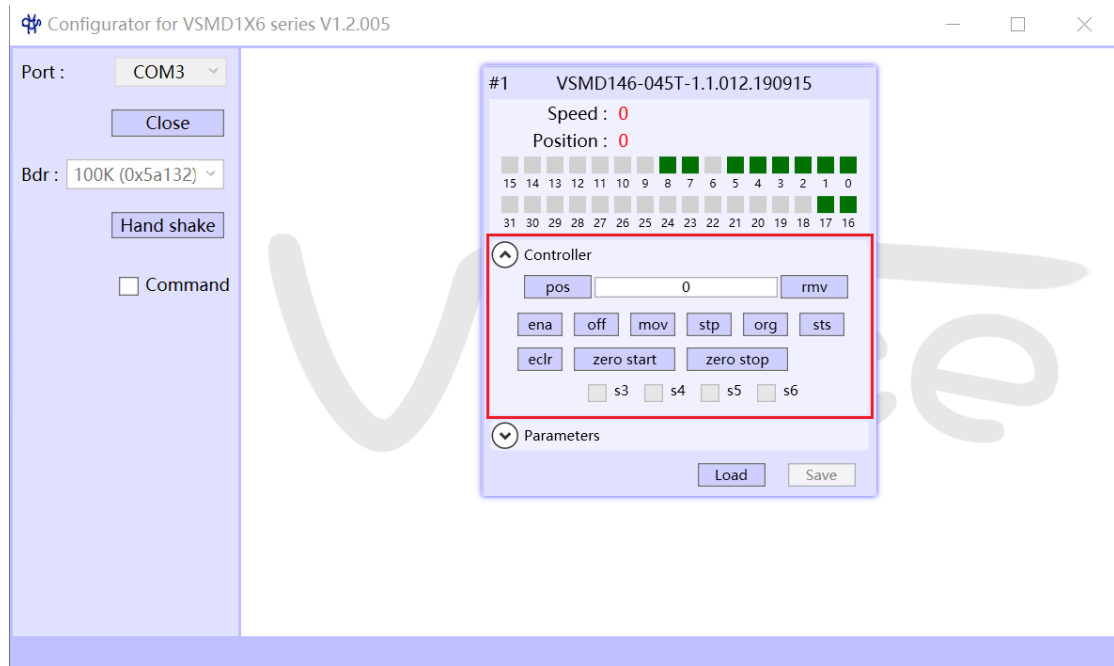 Configurator for VSMD1X6 series V1.2.005
Port : COM3
Close
Bdr : 100K (0x5a132)
Hand shake
Command
#1 VSMD146-045T-1.1.012.190915
Speed : 0
Position : 0
15 14 13 12 11 10 9 8 7 6 5 4 3 2 1 0
31 30 29 28 27 26 25 24 23 22 21 20 19 18 17 16
Controller
pos 0 rmv
ena off mov stp org sts
eclr zero start zero stop
s3 s4 s5 s6
Parameters
Load Save